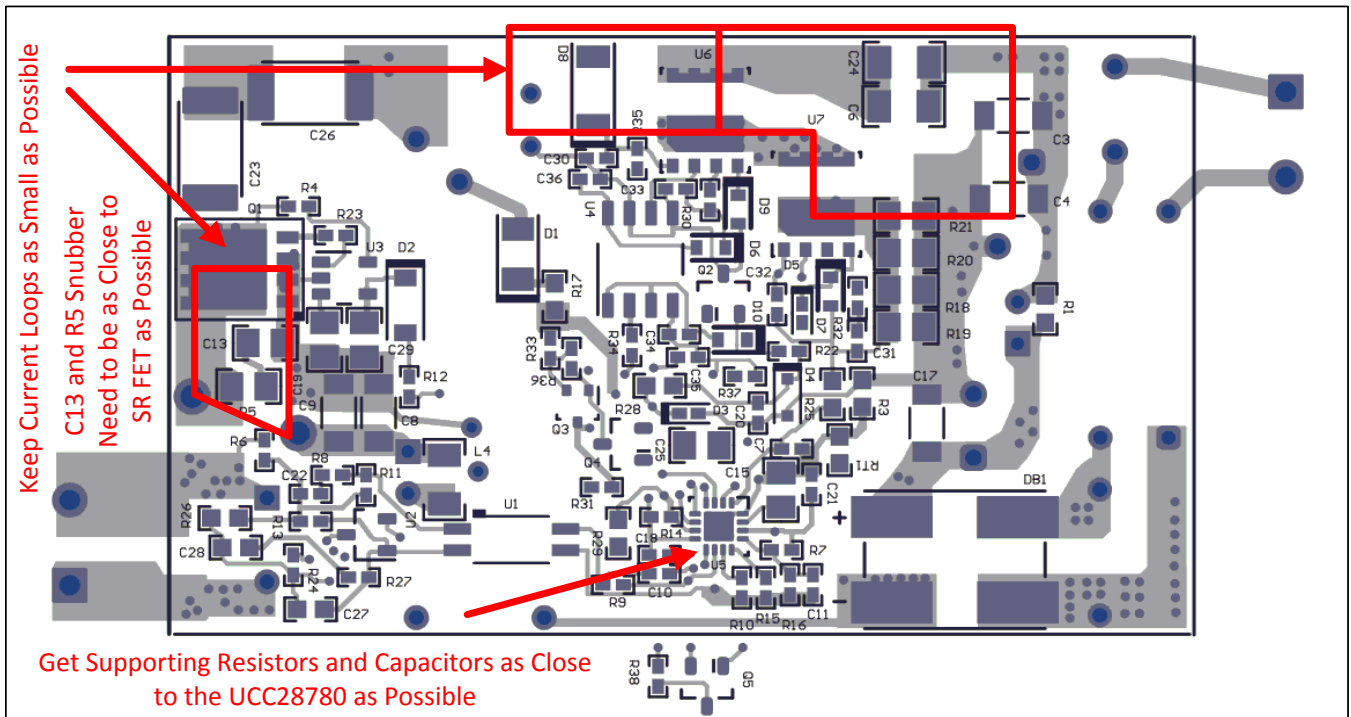 Keep Current Loops as Small as Possible
C13 and R5 Snubber
Need to be as Close to
SR FET as Possible
D8
U6
C24
C6
U7
C3
C4
C26
C23
R4
Q1
R23
U3
D2
D1
R17
C30
C36
R35
C33
U4
R30
D9
D6
Q2
C32
D5
R21
R20
R18
R19
R1
C13
R5
C19
C29
C9
C8
R12
R33
R36
R34
C34
C35
D10
D7
R32
C31
R22
R37
D4
R28
D3
C20
R25
R3
C17
Q3
Q4
C25
C7
C15
RT1
C21
R6
R8
C22
R11
L4
U1
U2
R31
R26
R13
C28
R24
R27
C27
R29
R14
C18
C10
R9
U5
R7
R10
R15
R16
C11
DB1
+
-
Get Supporting Resistors and Capacitors as Close
to the UCC28780 as Possible
R38
Q5